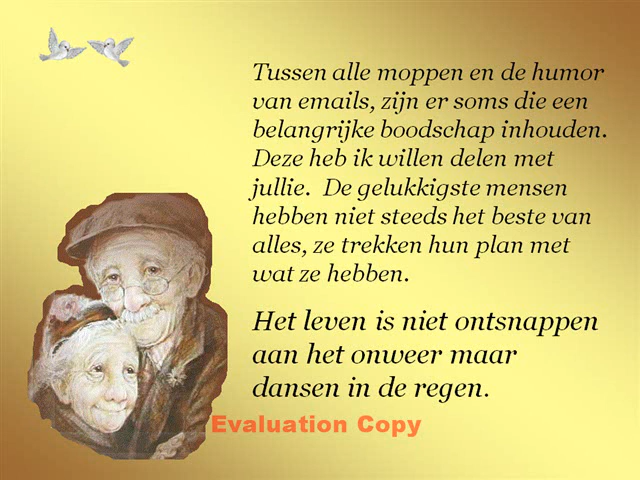 Tussen alle moppen en de humor
van emails, zijn er soms die een
belangrijke boodschap inhouden.
Deze heb ik willen delen met
jullie.  De gelukkigste mensen
hebben niet steeds het beste van
alles, ze trekken hun plan met
wat ze hebben.
Het leven is niet ontsnappen
aan het onweer maar
dansen in de regen.
Evaluation Copy